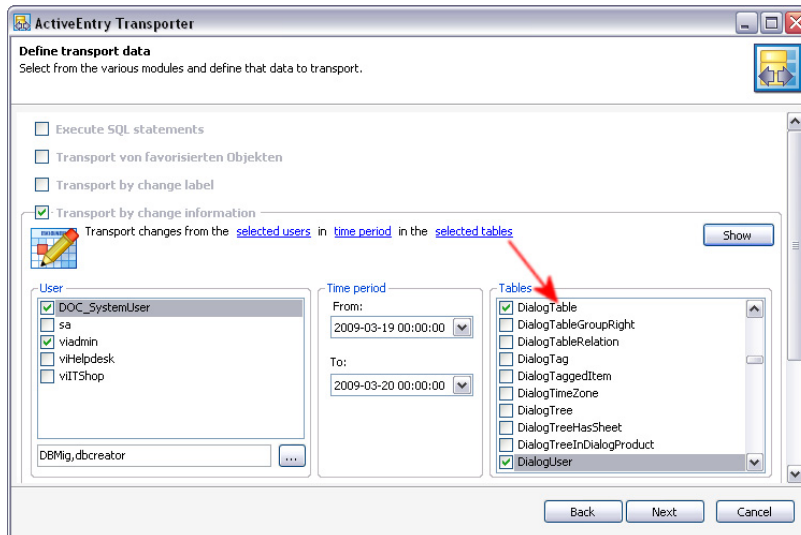 ActiveEntry Transporter
Define transport data
Select from the various modules and define that data to transport.
Execute SQL statements
Transport von favorisierten Objekten
Transport by change label
Transport by change information
Transport changes from the selected users in time period in the selected tables
Show
User
DOC_SystemUser
sa
viadmin
viHelpdesk
viITShop
DBMig,dbcreator
...
Time period
From:
2009-03-19 00:00:00
To:
2009-03-20 00:00:00
Tables
DialogTable
DialogTableGroupRight
DialogTableRelation
DialogTag
DialogTaggedItem
DialogTimeZone
DialogTree
DialogTreeHasSheet
DialogTreeInDialogProduct
DialogUser
Back
Next
Cancel